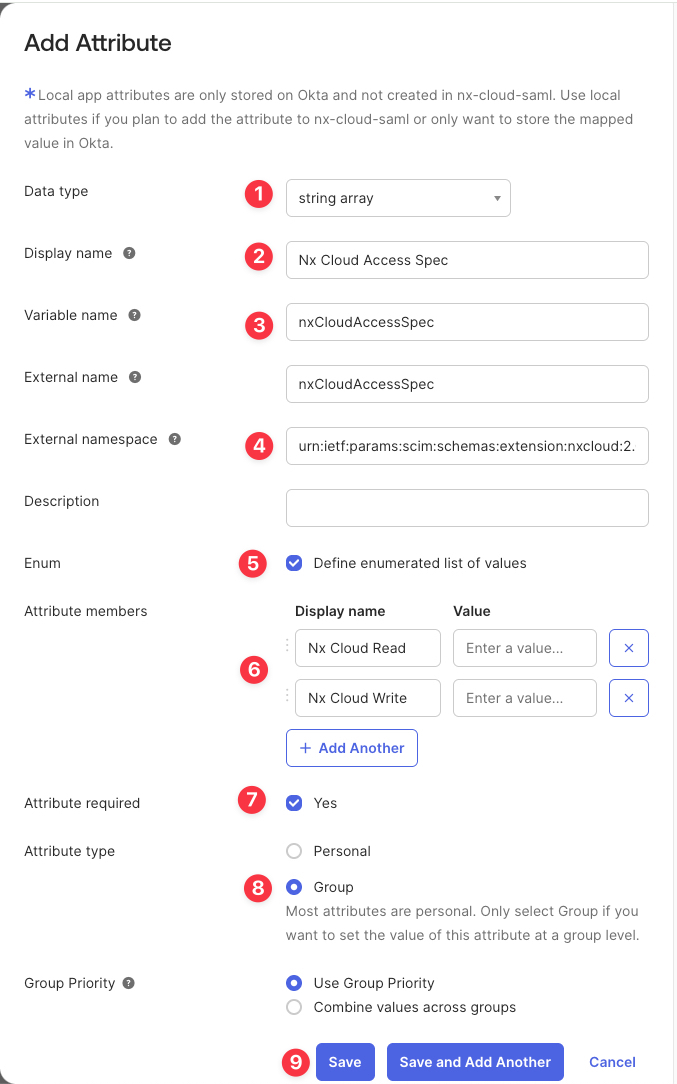 Add Attribute
*Local app attributes are only stored on Okta and not created in nx-cloud-saml. Use local
attributes if you plan to add the attribute to nx-cloud-saml or only want to store the mapped
value in Okta.
Data type 1 string array
Display name ? 2 Nx Cloud Access Spec
Variable name ? 3 nxCloudAccessSpec
External name ? nxCloudAccessSpec
External namespace ? 4 urn:ietf:params:scim:schemas:extension:nxcloud:2.
Description
Enum 5 Define enumerated list of values
Attribute members Display name Value
6
Nx Cloud Read Enter a value... ×
Nx Cloud Write Enter a value... ×
+ Add Another
Attribute required 7 Yes
Attribute type Personal
8 Group
Most attributes are personal. Only select Group if you
want to set the value of this attribute at a group level.
Group Priority ? Use Group Priority
Combine values across groups
9 Save Save and Add Another Cancel